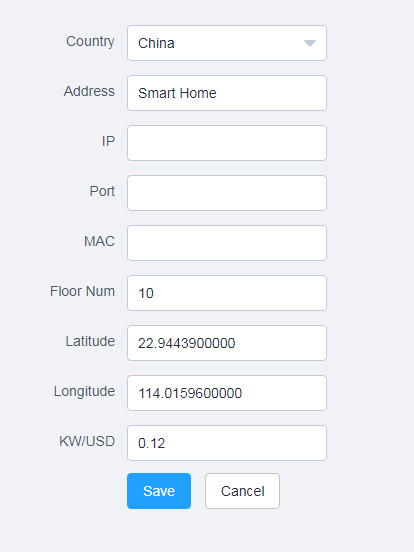 Country China
Address Smart Home
IP
Port
MAC
Floor Num 10
Latitude 22.9443900000
Longitude 114.0159600000
KW/USD 0.12
Save Cancel